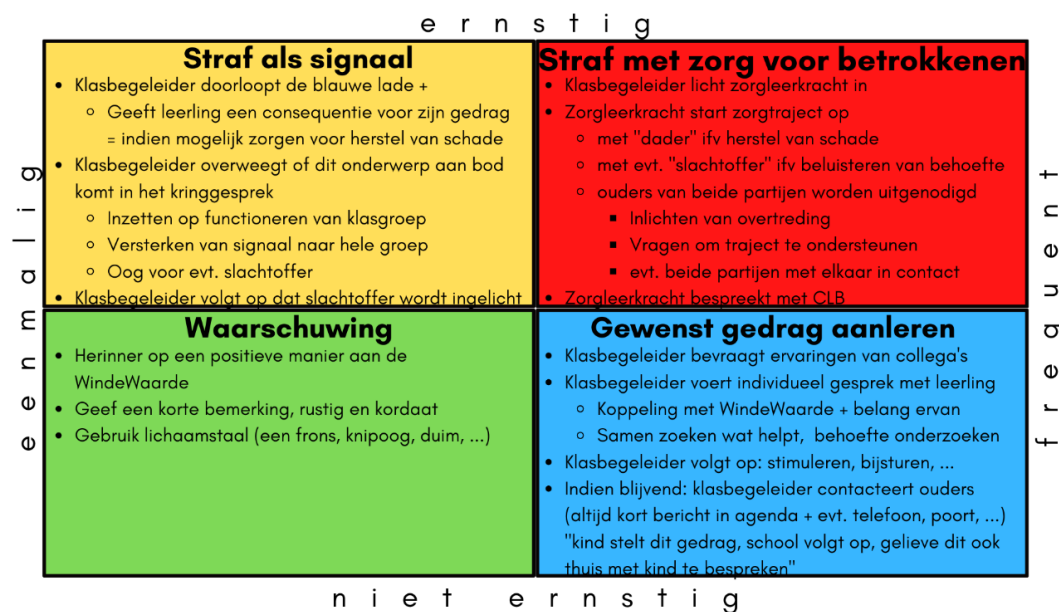 ernstig
eenmalig
Straf als signaal
• Klasbegeleider doorloopt de blauwe lade +
◦ Geeft leerling een consequentie voor zijn gedrag
= indien mogelijk zorgen voor herstel van schade
• Klasbegeleider overweegt of dit onderwerp aan bod
komt in het kringgesprek
◦ Inzetten op functioneren van klasgroep
◦ Versterken van signaal naar hele groep
◦ Oog voor evt. slachtoffer
• Klasbegeleider volgt op dat slachtoffer wordt ingelicht
Straf met zorg voor betrokkenen
• Klasbegeleider licht zorgleerkracht in
• Zorgleerkracht start zorgtraject op
◦ met "dader" ifv herstel van schade
◦ met evt. "slachtoffer" ifv beluisteren van behoefte
◦ ouders van beide partijen worden uitgenodigd
▪ Inlichten van overtreding
▪ Vragen om traject te ondersteunen
▪ evt. beide partijen met elkaar in contact
• Zorgleerkracht bespreekt met CLB
Waarschuwing
• Herinner op een positieve manier aan de
WindeWaarde
• Geef een korte bemerking, rustig en kordaat
• Gebruik lichaamstaal (een frons, knipoog, duim, ...)
Gewenst gedrag aanleren
• Klasbegeleider bevraagt ervaringen van collega's
• Klasbegeleider voert individueel gesprek met leerling
◦ Koppeling met WindeWaarde + belang ervan
◦ Samen zoeken wat helpt, behoefte onderzoeken
• Klasbegeleider volgt op: stimuleren, bijsturen, ...
• Indien blijvend: klasbegeleider contacteert ouders
(altijd kort bericht in agenda + evt. telefoon, poort, ...)
"kind stelt dit gedrag, school volgt op, gelieve dit ook
thuis met kind te bespreken"
frequent
niet ernstig